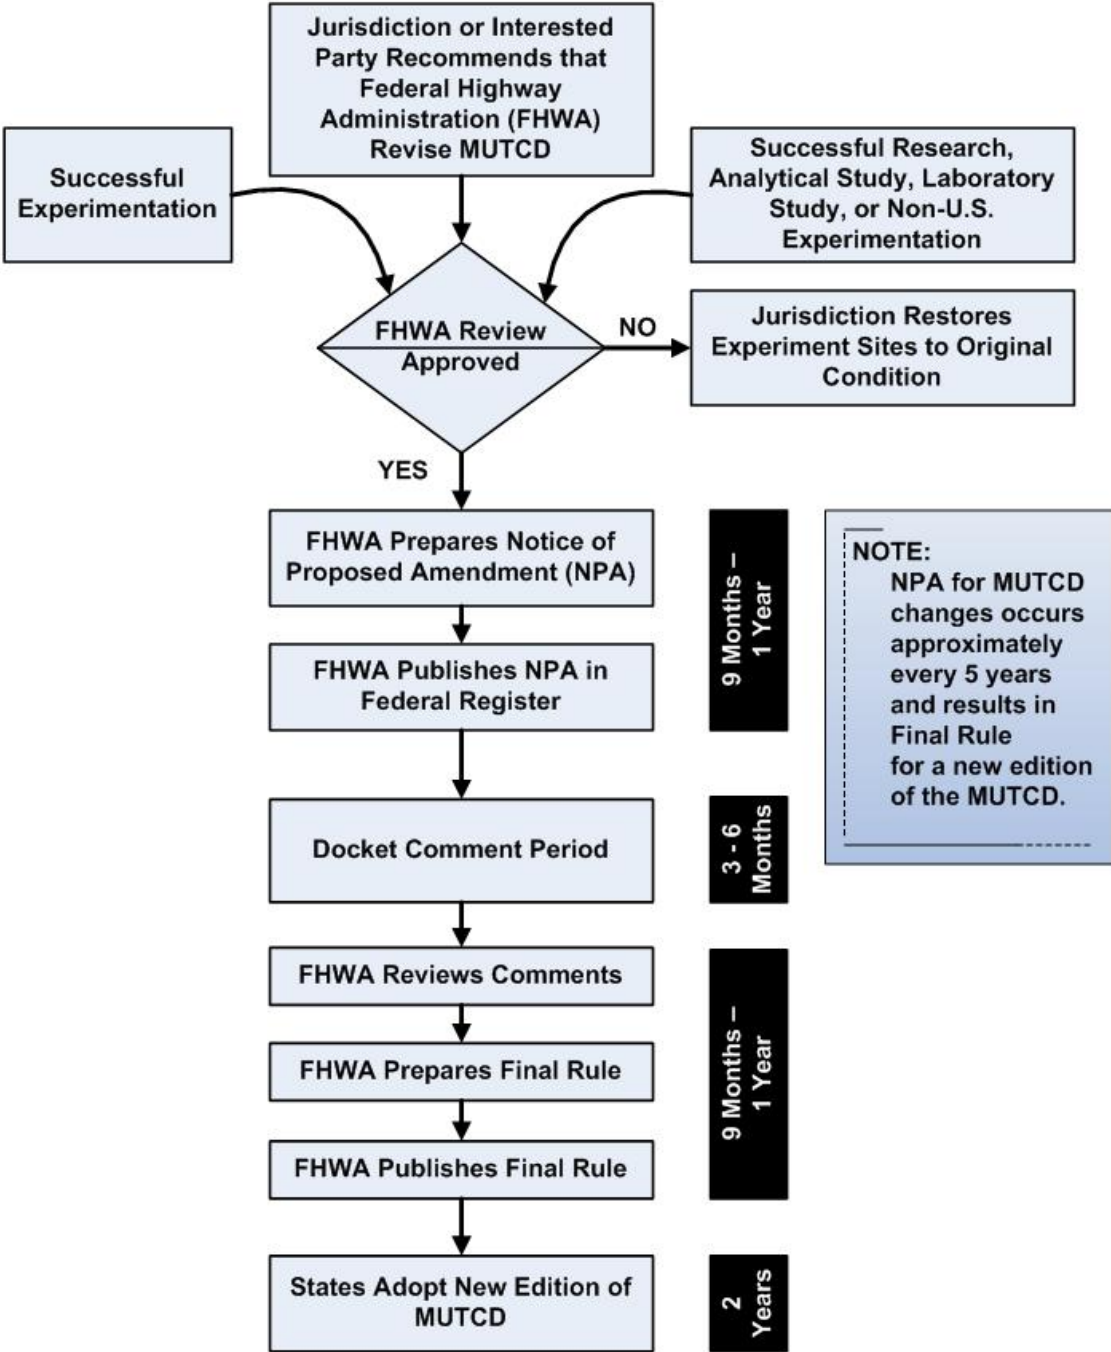 Jurisdiction or Interested
Party Recommends that
Federal Highway
Administration (FHWA)
Revise MUTCD
Successful
Experimentation
Successful Research,
Analytical Study, Laboratory
Study, or Non-U.S.
Experimentation
FHWA Review
Approved
NO
Jurisdiction Restores
Experiment Sites to Original
Condition
YES
FHWA Prepares Notice of
Proposed Amendment (NPA)
FHWA Publishes NPA in
Federal Register
9 Months –
1 Year
NOTE:
NPA for MUTCD
changes occurs
approximately
every 5 years
and results in
Final Rule
for a new edition
of the MUTCD.
Docket Comment Period
3 - 6
Months
FHWA Reviews Comments
FHWA Prepares Final Rule
FHWA Publishes Final Rule
9 Months –
1 Year
States Adopt New Edition of
MUTCD
2
Years